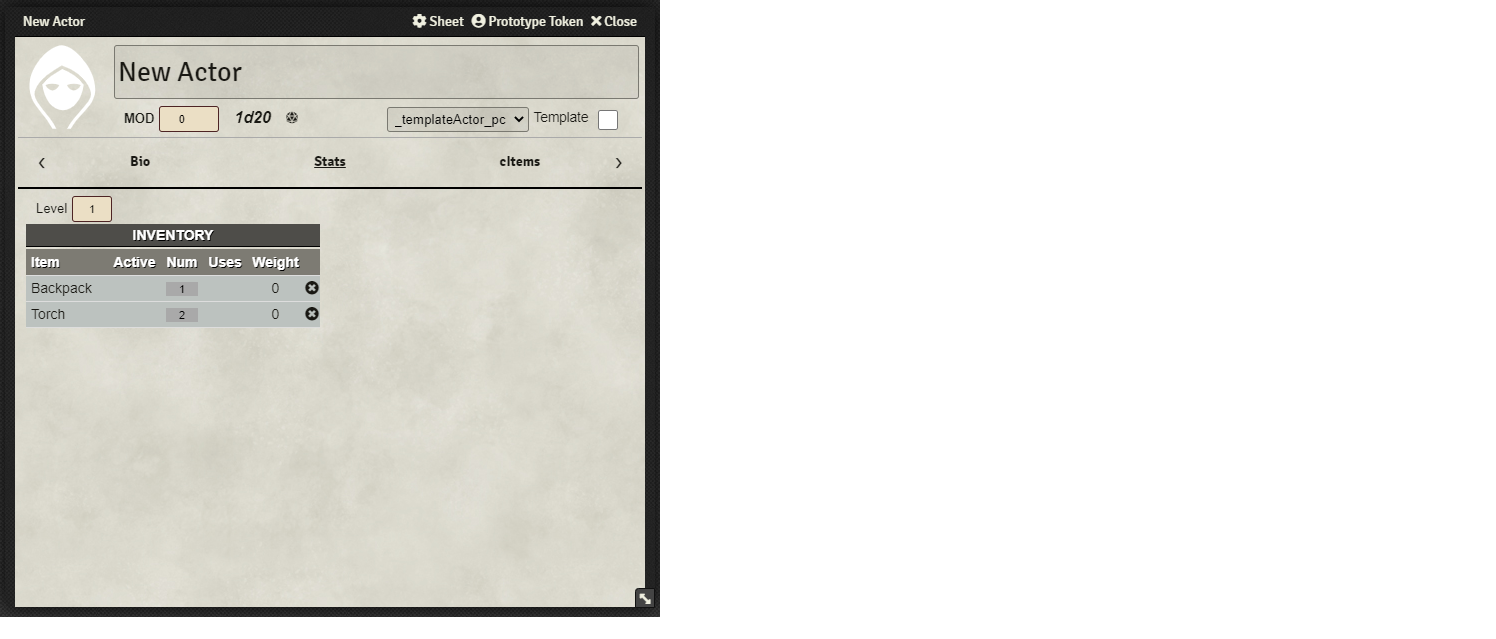 New Actor Sheet Prototype Token Close
New Actor
MOD 0 1d20 _templateActor_pc Template
Bio Stats cItems
Level 1
INVENTORY
Item Active Num Uses Weight
Backpack 1 0
Torch 2 0